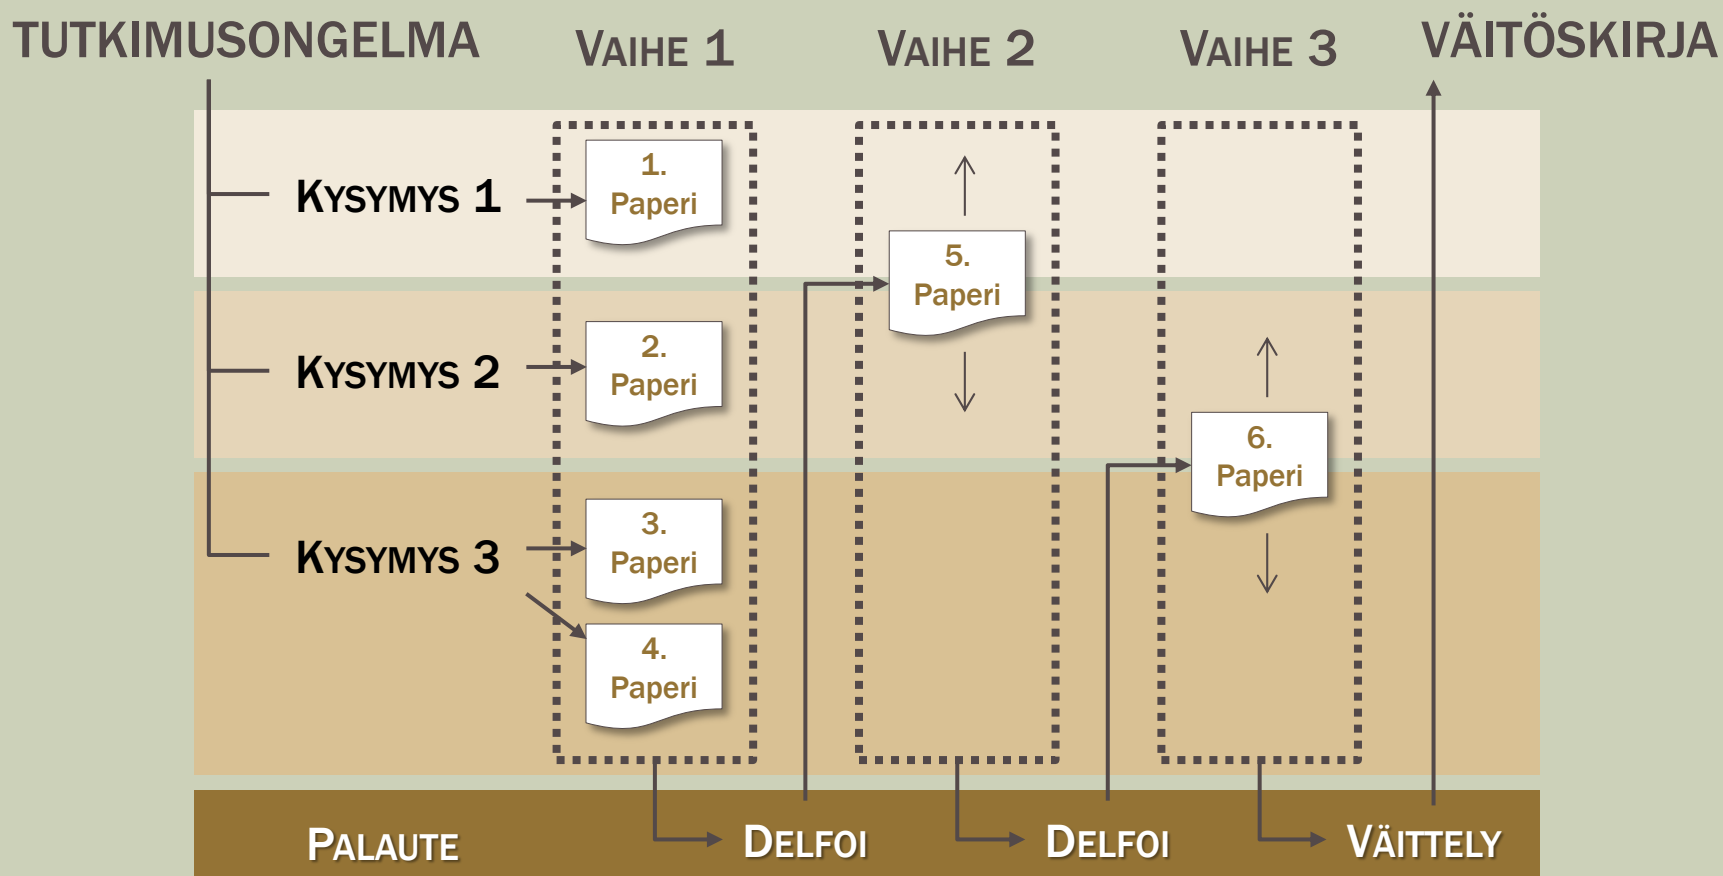 TUTKIMUSONGELMA
VAIHE 1
VAIHE 2
VAIHE 3
VÄITÖSKIRJA
KYSYMYS 1
1.
Paperi
5.
Paperi
KYSYMYS 2
2.
Paperi
6.
Paperi
KYSYMYS 3
3.
Paperi
4.
Paperi
PALAUTE
DELFOI
DELFOI
VÄITTELY